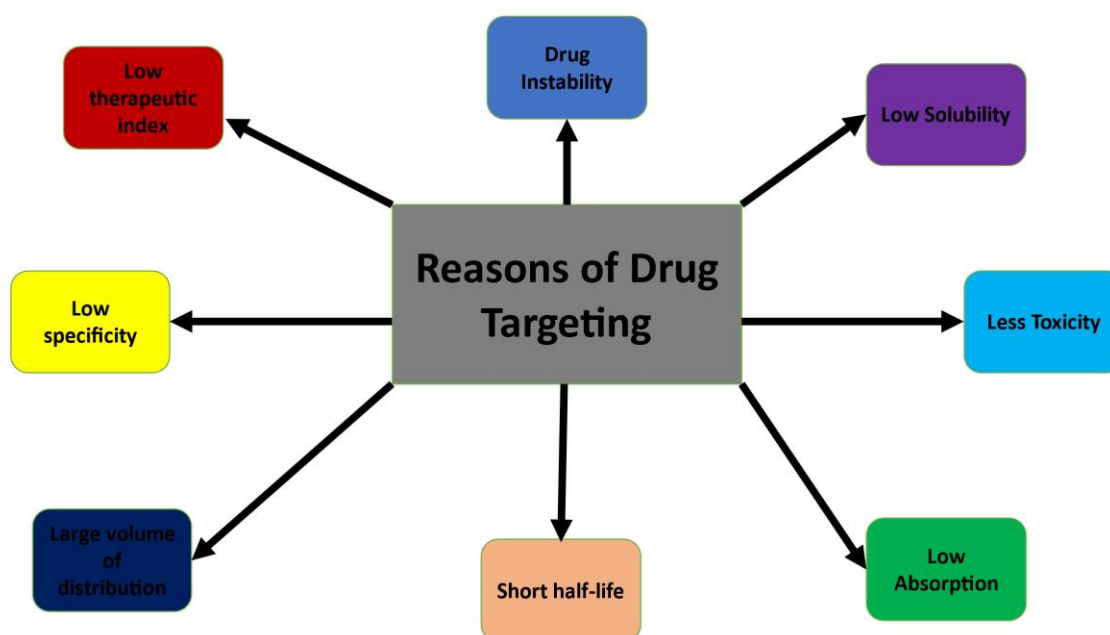 Low
therapeutic
index
Drug
Instability
Low Solubility
Reasons of Drug
Targeting
Low
specificity
Less Toxicity
Large volume
of
distribution
Short half-life
Low
Absorption